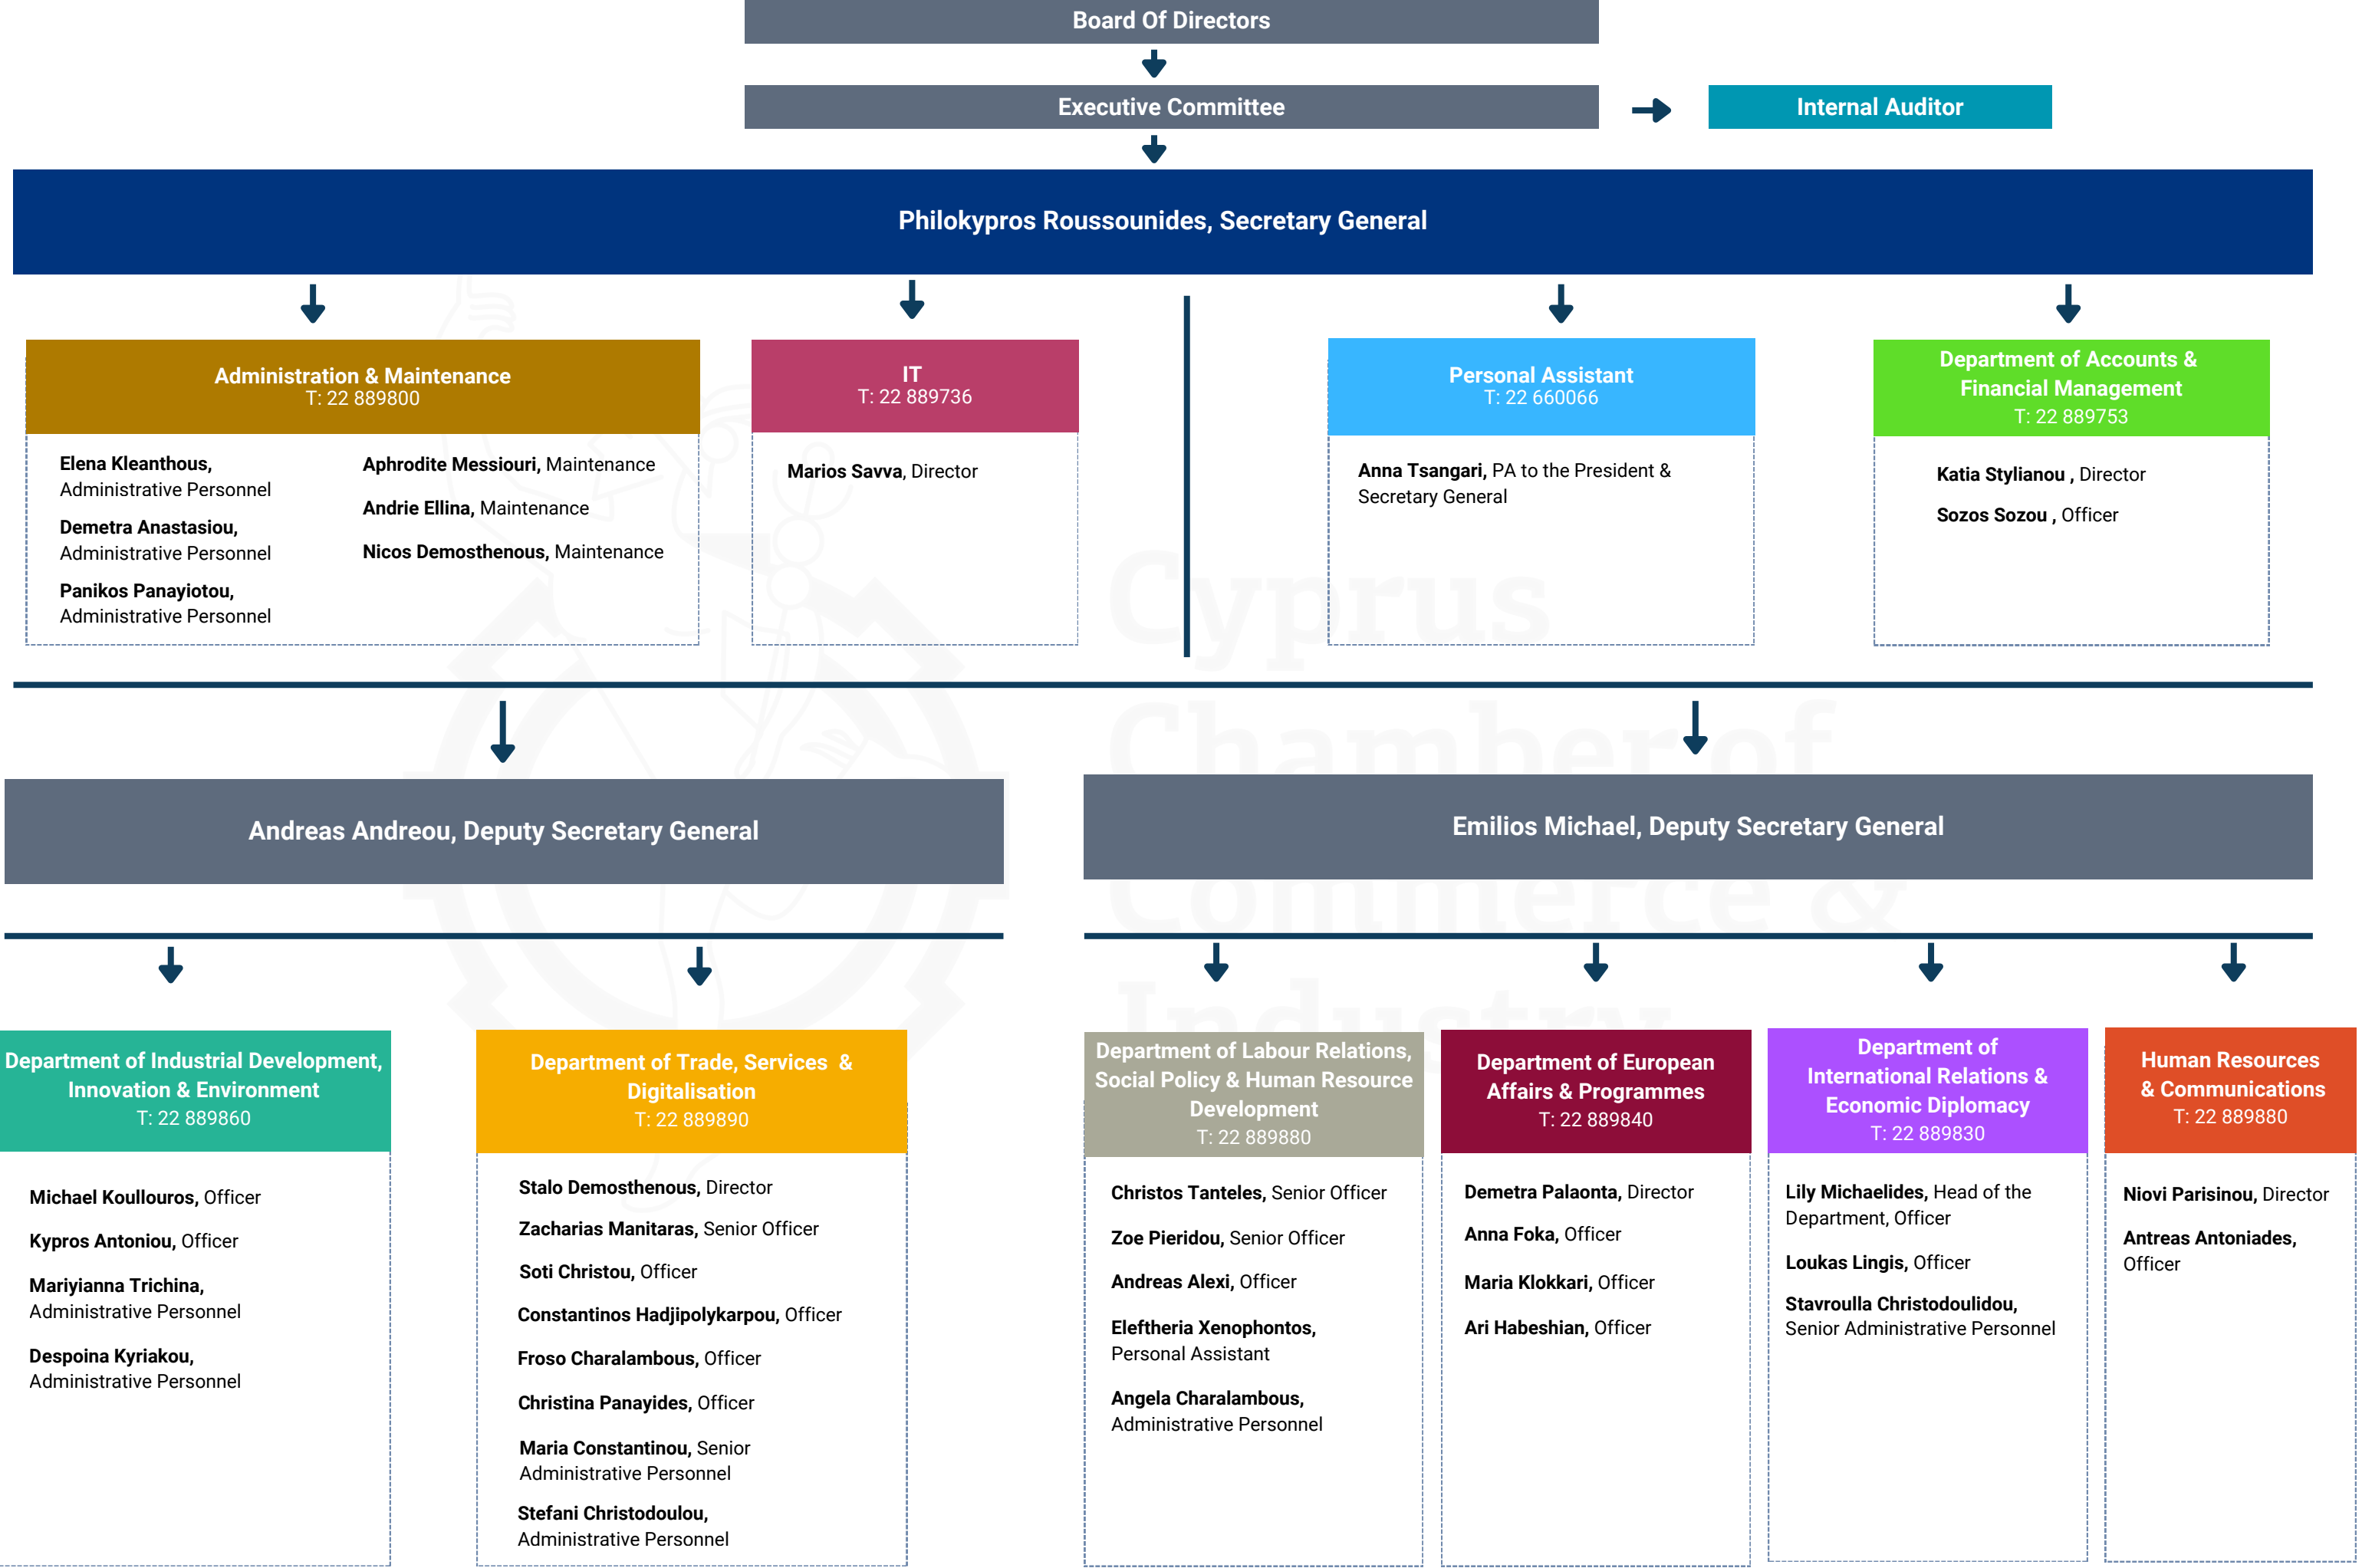 Board Of Directors
Executive Committee
Internal Auditor
Philokypros Roussounides, Secretary General
Administration & Maintenance
T: 22 889800
Elena Kleanthous,
Administrative Personnel
Demetra Anastasiou,
Administrative Personnel
Panikos Panayiotou,
Administrative Personnel
Aphrodite Messiouri, Maintenance
Andrie Ellina, Maintenance
Nicos Demosthenous, Maintenance
IT
T: 22 889736
Marios Savva, Director
Personal Assistant
T: 22 660066
Anna Tsangari, PA to the President &
Secretary General
Department of Accounts &
Financial Management
T: 22 889753
Katia Stylianou , Director
Sozos Sozou , Officer
Cyprus
Chamber of
Commerce &
Industry
Andreas Andreou, Deputy Secretary General
Emilios Michael, Deputy Secretary General
Department of Industrial Development,
Innovation & Environment
T: 22 889860
Michael Koullouros, Officer
Kypros Antoniou, Officer
Mariyianna Trichina,
Administrative Personnel
Despoina Kyriakou,
Administrative Personnel
Department of Trade, Services &
Digitalisation
T: 22 889890
Stalo Demosthenous, Director
Zacharias Manitaras, Senior Officer
Soti Christou, Officer
Constantinos Hadjipolykarpou, Officer
Froso Charalambous, Officer
Christina Panayides, Officer
Maria Constantinou, Senior
Administrative Personnel
Stefani Christodoulou,
Administrative Personnel
Department of Labour Relations,
Social Policy & Human Resource
Development
T: 22 889880
Christos Tanteles, Senior Officer
Zoe Pieridou, Senior Officer
Andreas Alexi, Officer
Eleftheria Xenophontos,
Personal Assistant
Angela Charalambous,
Administrative Personnel
Department of European
Affairs & Programmes
T: 22 889840
Demetra Palaonta, Director
Anna Foka, Officer
Maria Klokkari, Officer
Ari Habeshian, Officer
Department of
International Relations &
Economic Diplomacy
T: 22 889830
Lily Michaelides, Head of the
Department, Officer
Loukas Lingis, Officer
Stavroulla Christodoulidou,
Senior Administrative Personnel
Human Resources
& Communications
T: 22 889880
Niovi Parisinou, Director
Antreas Antoniades,
Officer